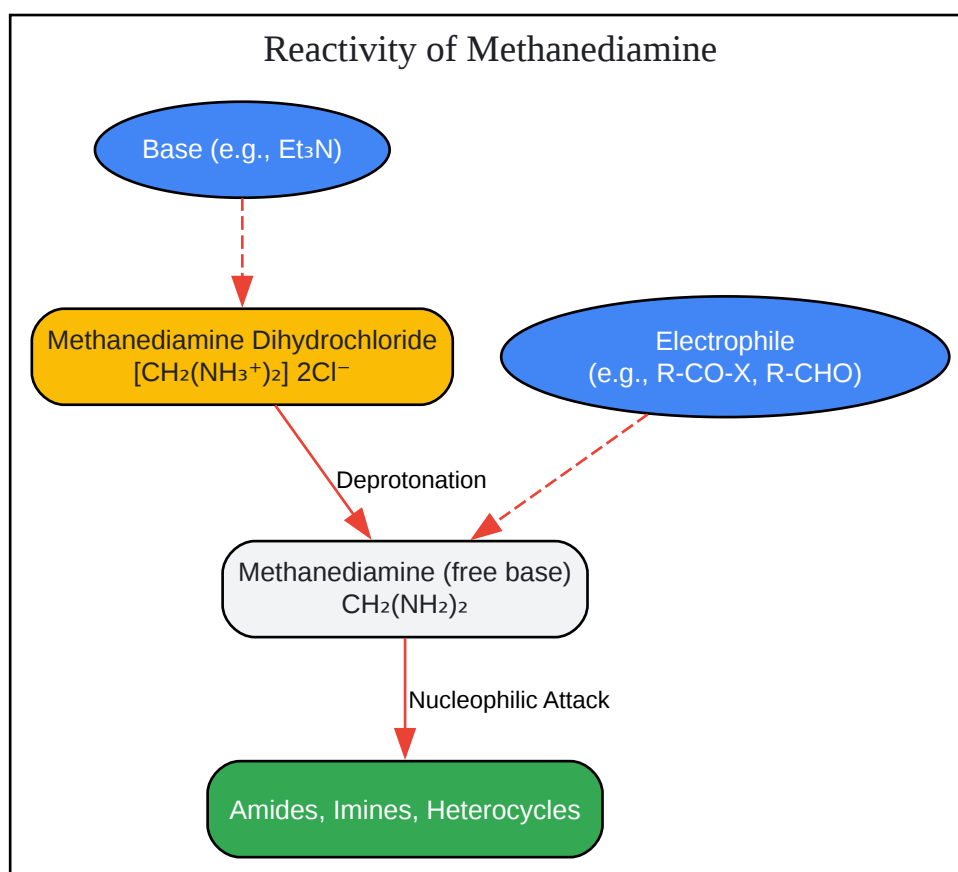 Reactivity of Methanediamine
Base (e.g., Et₃N)
Methanediamine Dihydrochloride
[CH₂(NH₃⁺)₂] 2Cl⁻
Electrophile
(e.g., R-CO-X, R-CHO)
Deprotonation
Methanediamine (free base)
CH₂(NH₂)₂
Nucleophilic Attack
Amides, Imines, Heterocycles